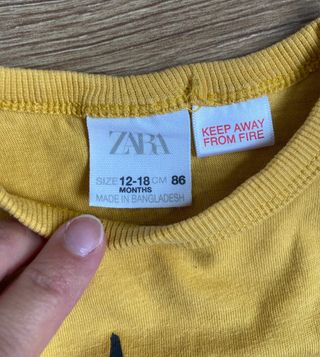 ZARA
SIZE 12-18 CM 86
MONTHS
MADE IN BANGLADESH
KEEP AWAY
FROM FIRE